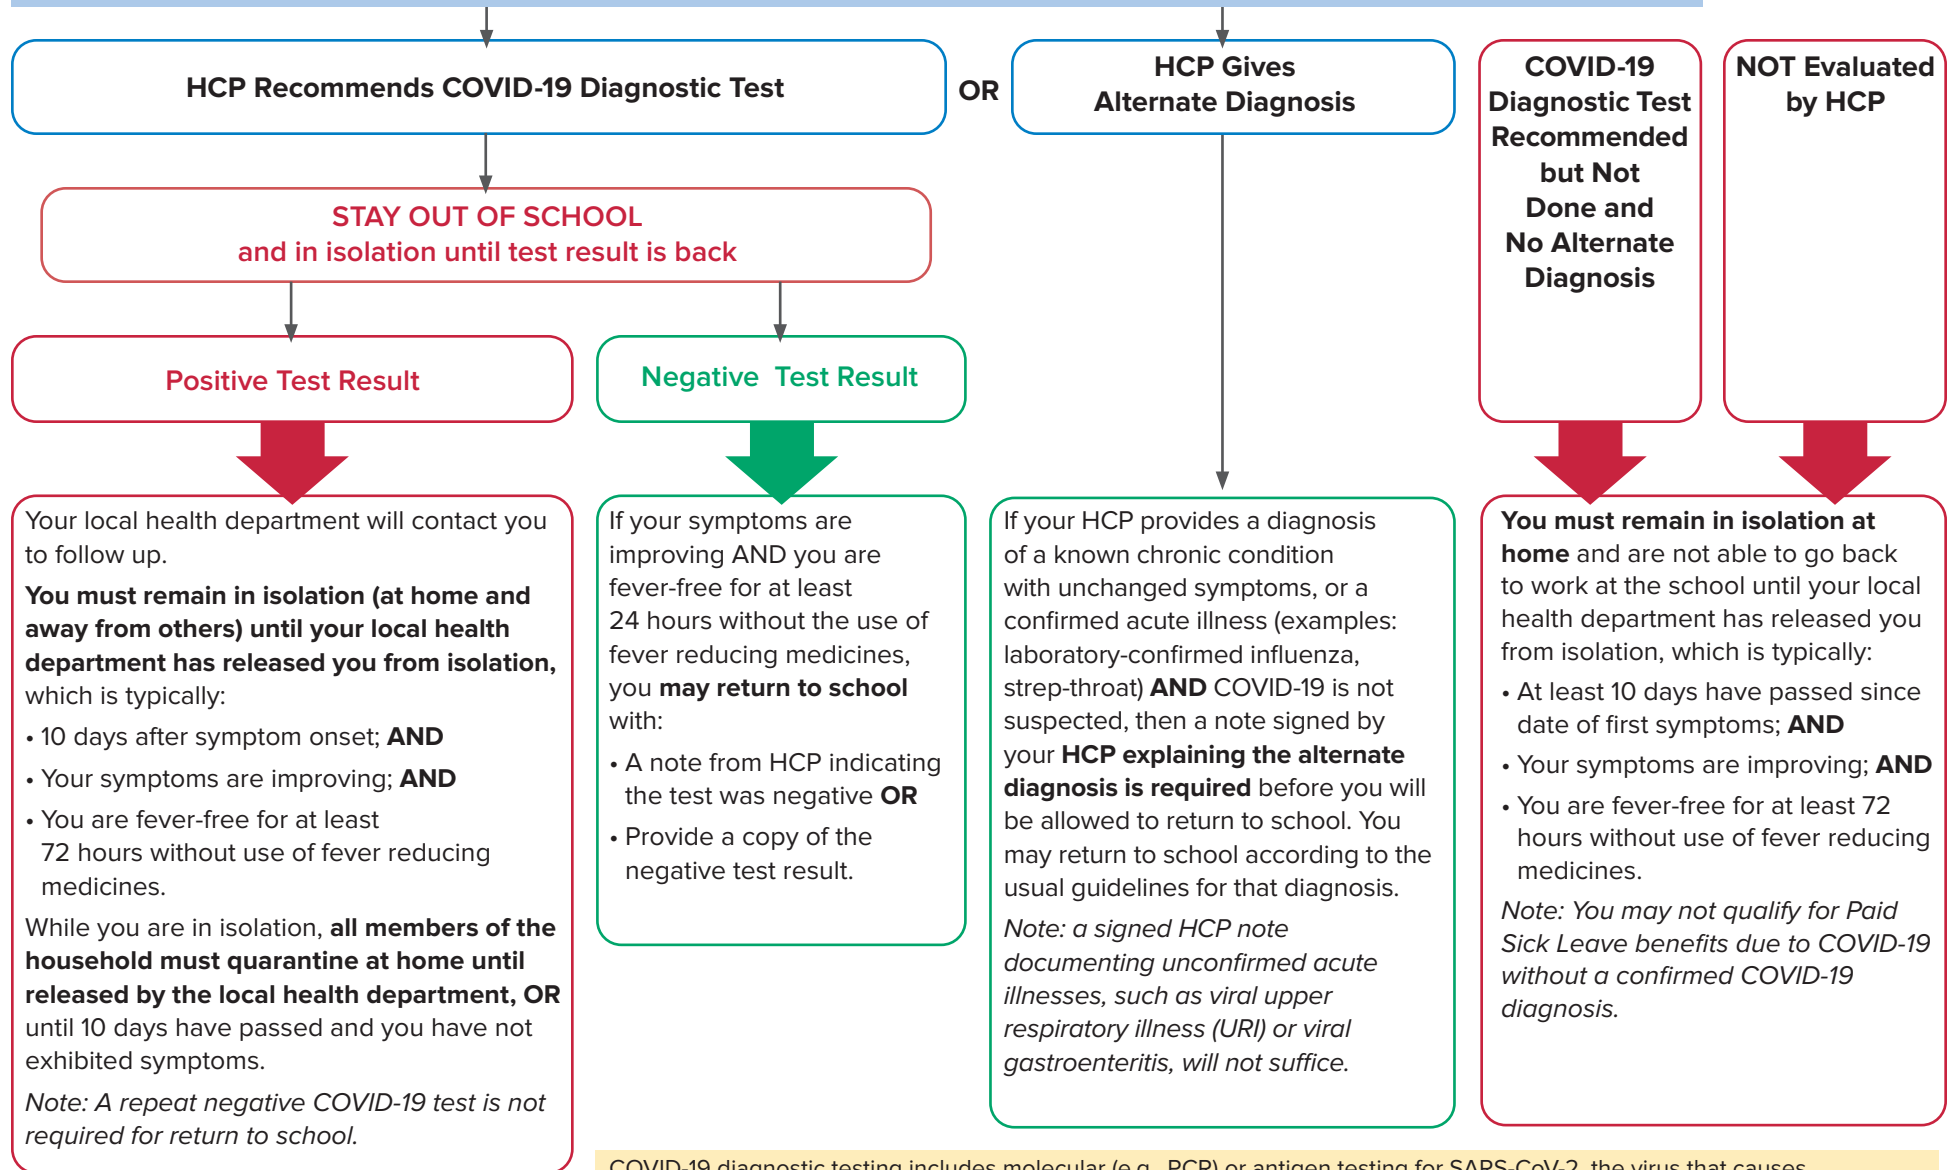 HCP Recommends COVID-19 Diagnostic Test
OR
HCP Gives
Alternate Diagnosis
COVID-19
Diagnostic Test
Recommended
but Not
Done and
No Alternate
Diagnosis
NOT Evaluated
by HCP
STAY OUT OF SCHOOL
and in isolation until test result is back
Positive Test Result
Negative Test Result
Your local health department will contact you
to follow up.
You must remain in isolation (at home and
away from others) until your local health
department has released you from isolation,
which is typically:
• 10 days after symptom onset; AND
• Your symptoms are improving; AND
• You are fever-free for at least
72 hours without use of fever reducing
medicines.
While you are in isolation, all members of the
household must quarantine at home until
released by the local health department, OR
until 10 days have passed and you have not
exhibited symptoms.
Note: A repeat negative COVID-19 test is not
required for return to school.
If your symptoms are
improving AND you are
fever-free for at least
24 hours without the use of
fever reducing medicines,
you may return to school
with:
• A note from HCP indicating
the test was negative OR
• Provide a copy of the
negative test result.
If your HCP provides a diagnosis
of a known chronic condition
with unchanged symptoms, or a
confirmed acute illness (examples:
laboratory-confirmed influenza,
strep-throat) AND COVID-19 is not
suspected, then a note signed by
your HCP explaining the alternate
diagnosis is required before you will
be allowed to return to school. You
may return to school according to the
usual guidelines for that diagnosis.
Note: a signed HCP note
documenting unconfirmed acute
illnesses, such as viral upper
respiratory illness (URI) or viral
gastroenteritis, will not suffice.
You must remain in isolation at
home and are not able to go back
to work at the school until your local
health department has released you
from isolation, which is typically:
• At least 10 days have passed since
date of first symptoms; AND
• Your symptoms are improving; AND
• You are fever-free for at least 72
hours without use of fever reducing
medicines.
Note: You may not qualify for Paid
Sick Leave benefits due to COVID-19
without a confirmed COVID-19
diagnosis.
COVID-19 diagnostic testing includes molecular (e.g., PCR) or antigen testing for SARS-CoV-2, the virus that causes